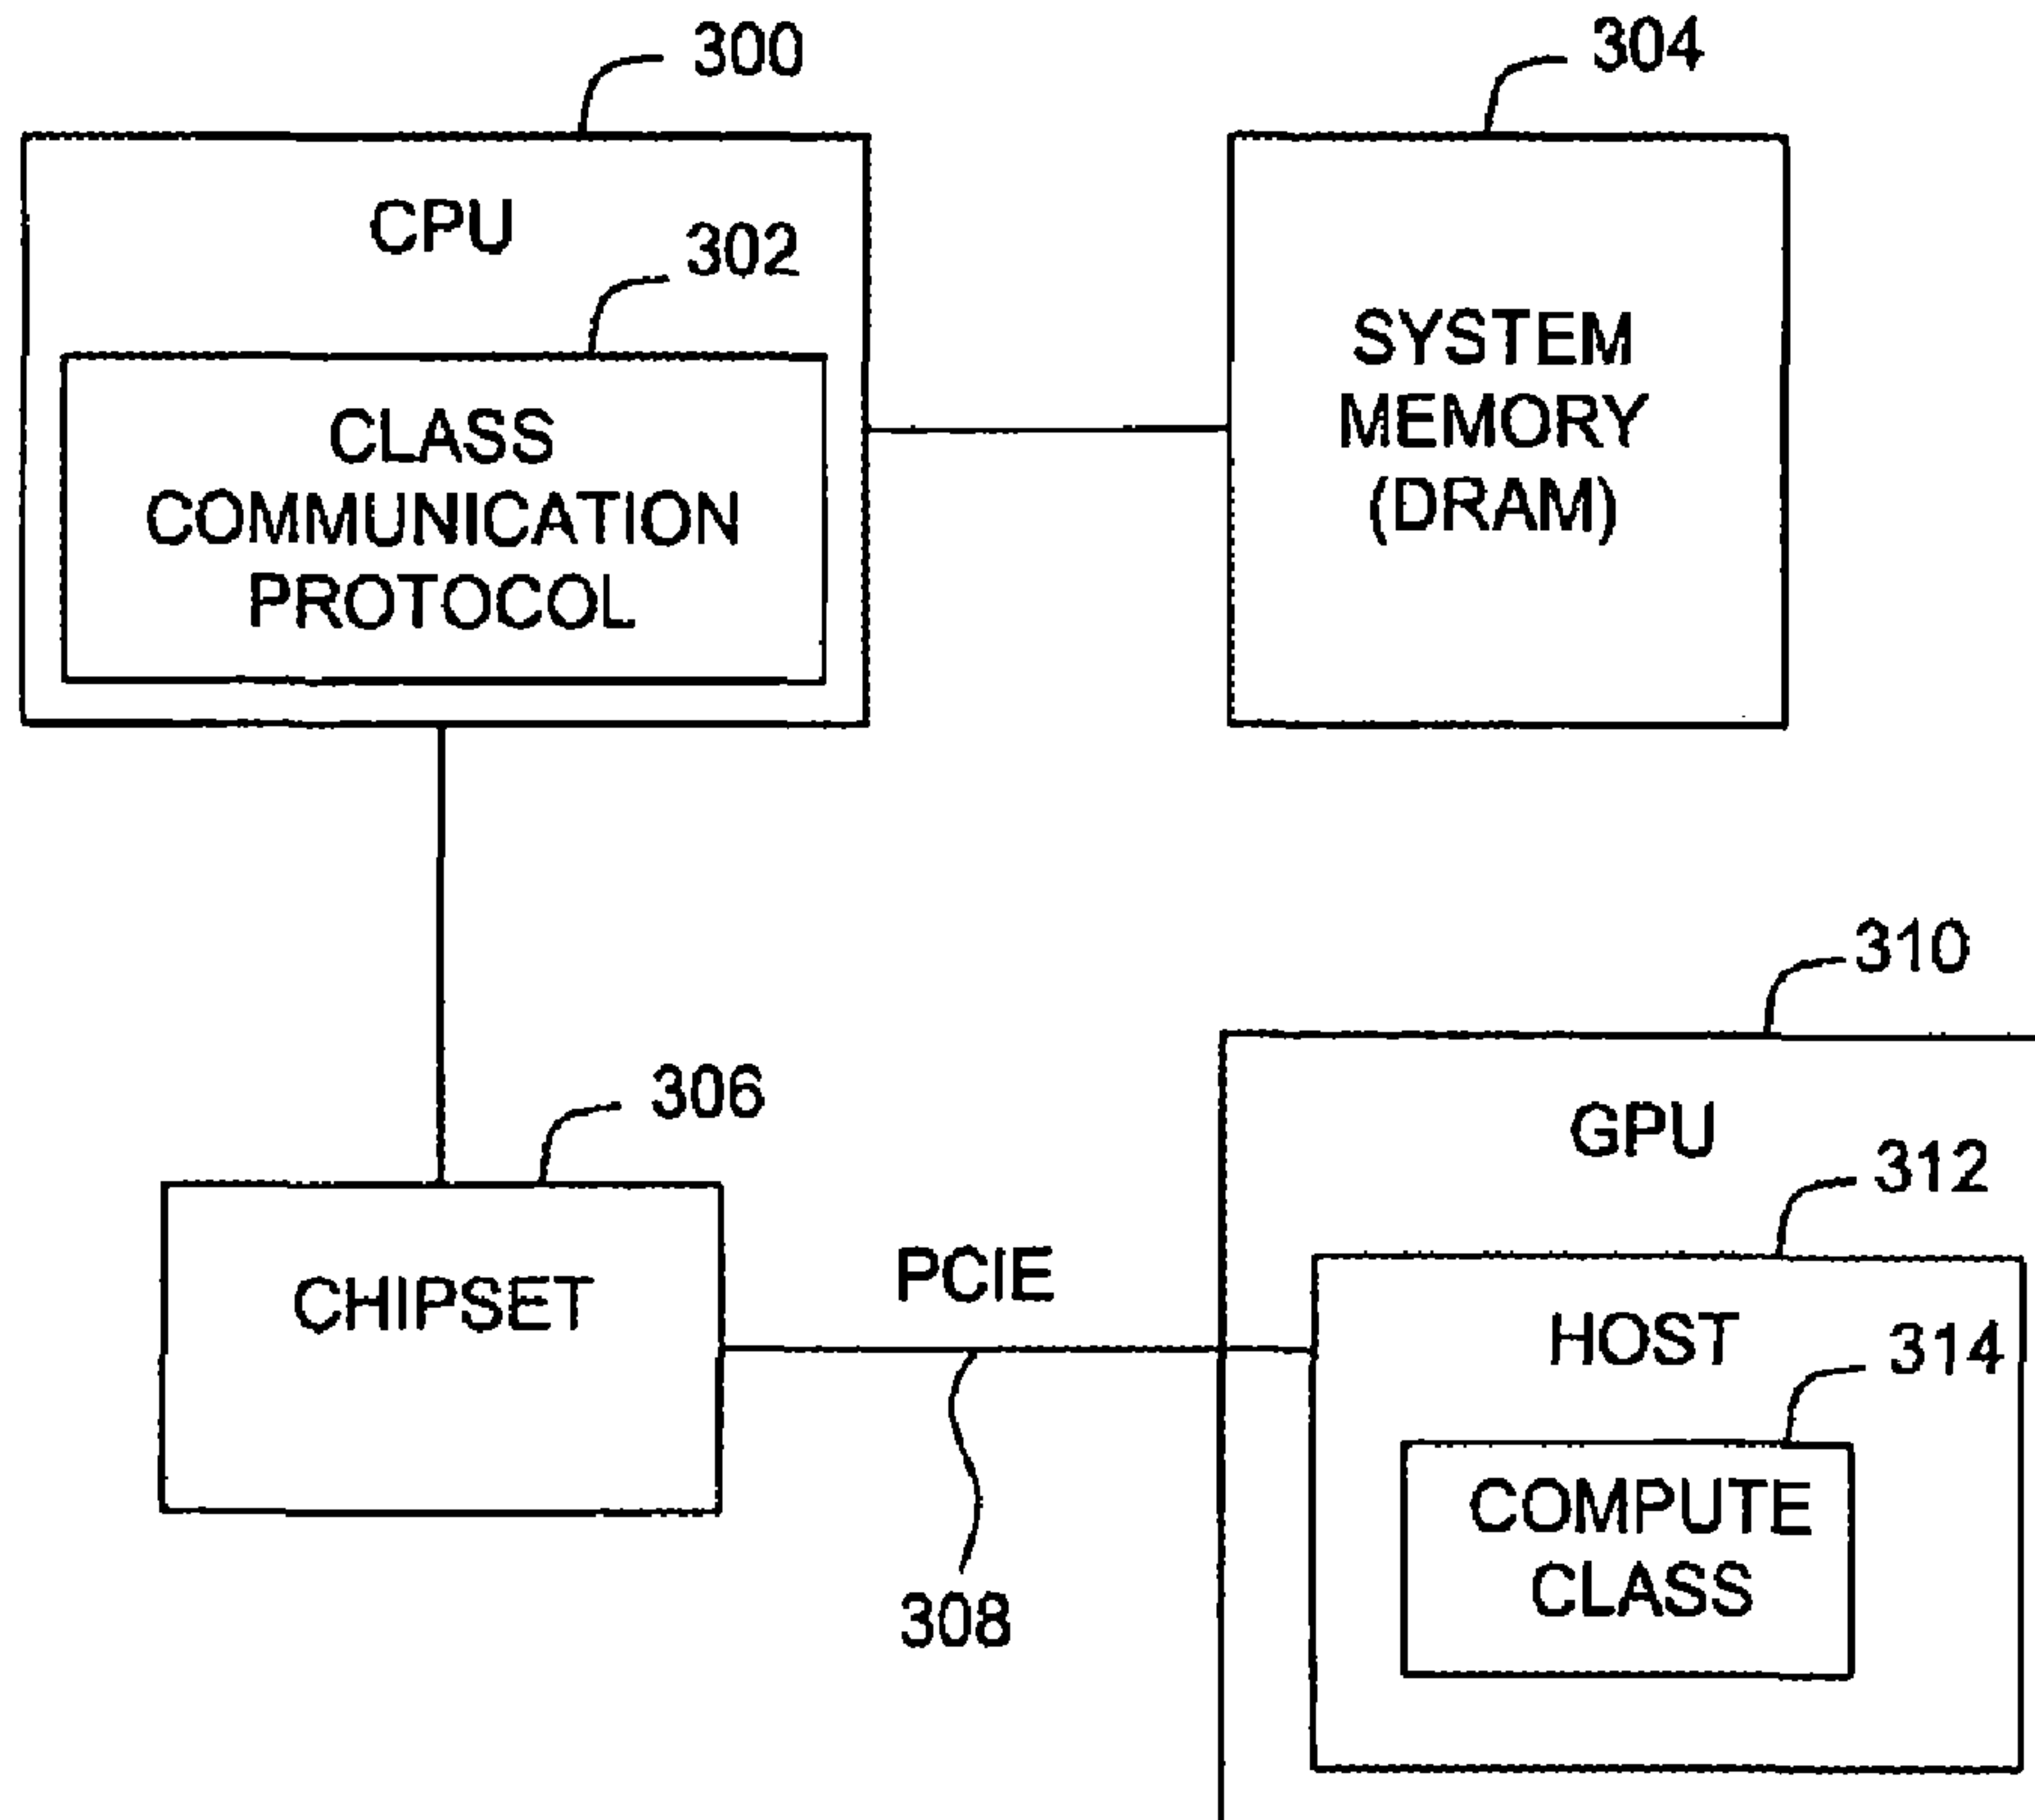 300
304
CPU
302
CLASS
COMMUNICATION
PROTOCOL
SYSTEM
MEMORY
(DRAM)
310
306
GPU
312
CHIPSET
PCIE
HOST
314
COMPUTE
CLASS
308